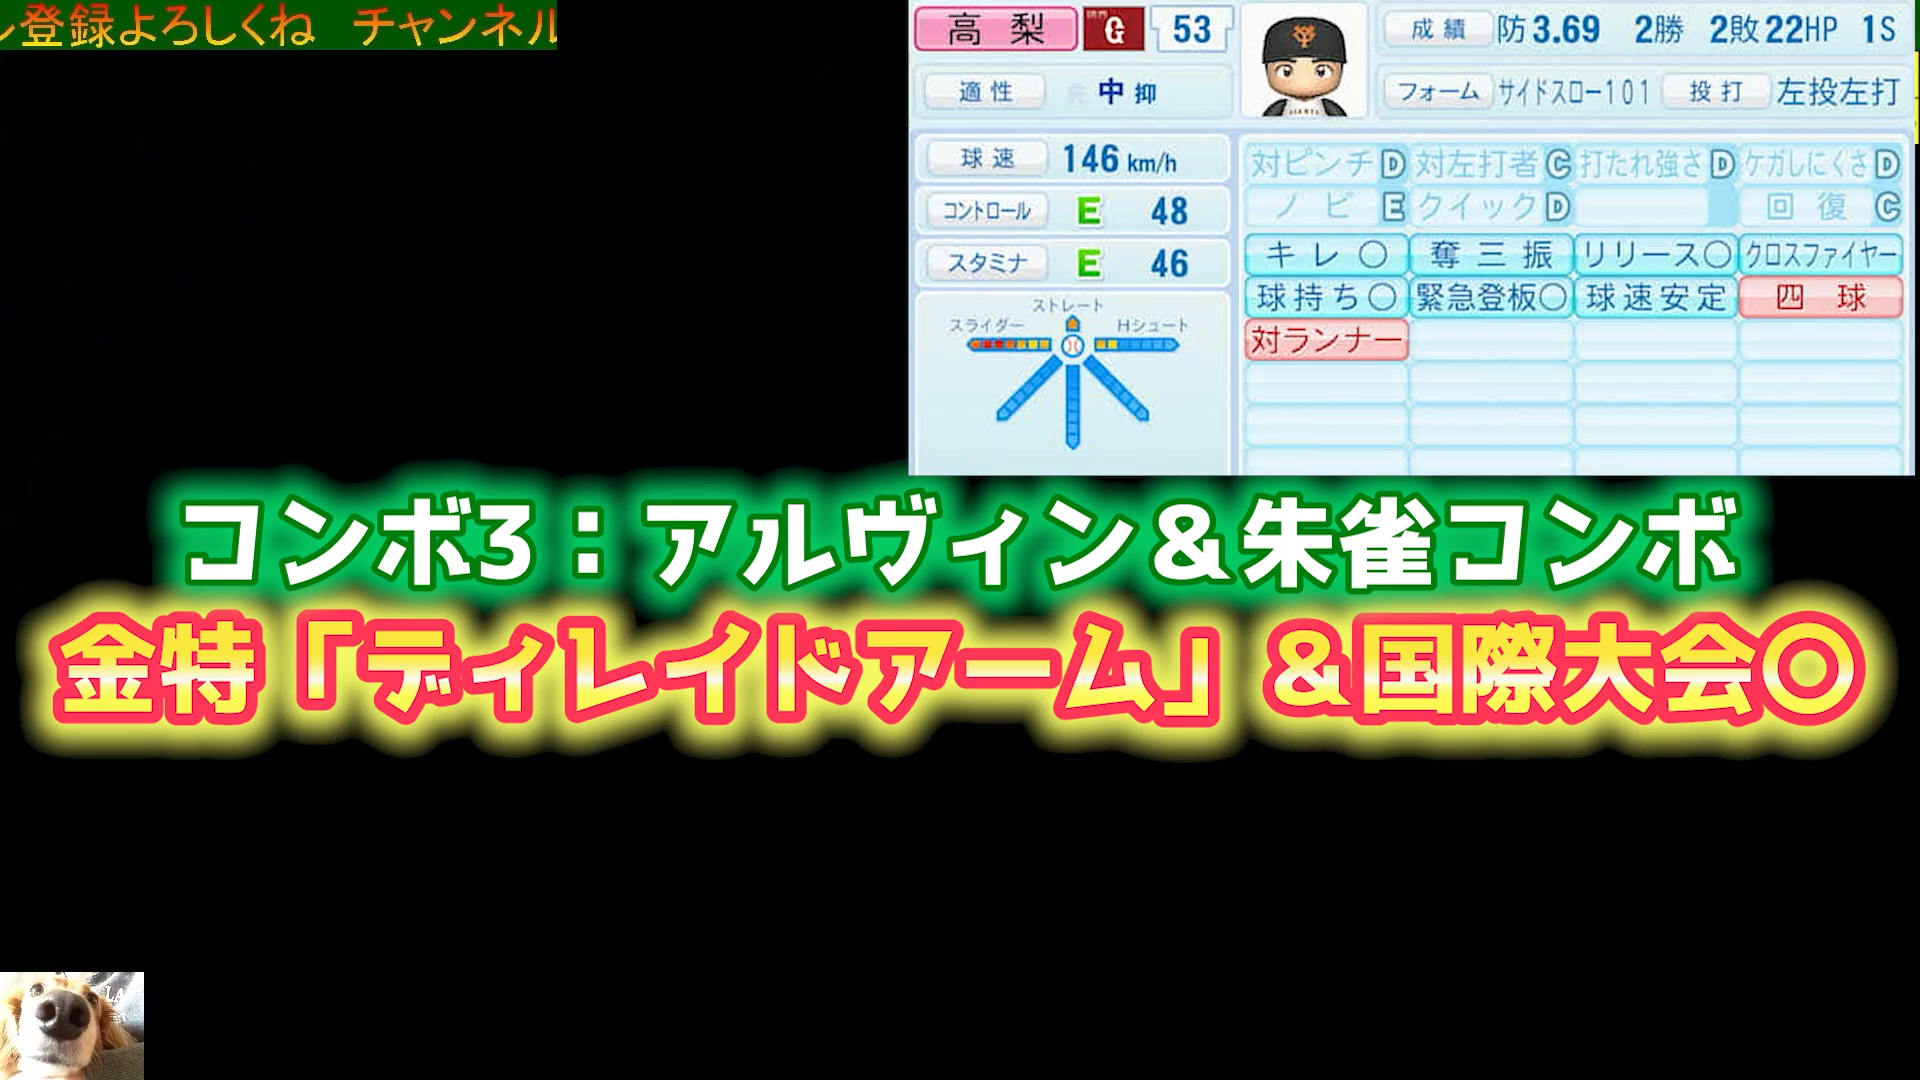 ン登録よろしくね　チャンネル
高梨 G 53
成績 防3.69 2勝 2敗 22HP 1S
適性 先 中 抑
フォーム サイドスロー101 投打 左投左打
球速 146 km/h
コントロール E 48
スタミナ E 46
ストレート
スライダー Hシュート
対ピンチ D 対左打者 C 打たれ強さ D ケガしにくさ D
ノビ E クイック D 回復 C
キレ〇 奪三振 リリース〇 クロスファイヤー
球持ち〇 緊急登板〇 球速安定 四球
対ランナー
コンボ3：アルヴィン＆朱雀コンボ
金特「ディレイドアーム」＆国際大会〇